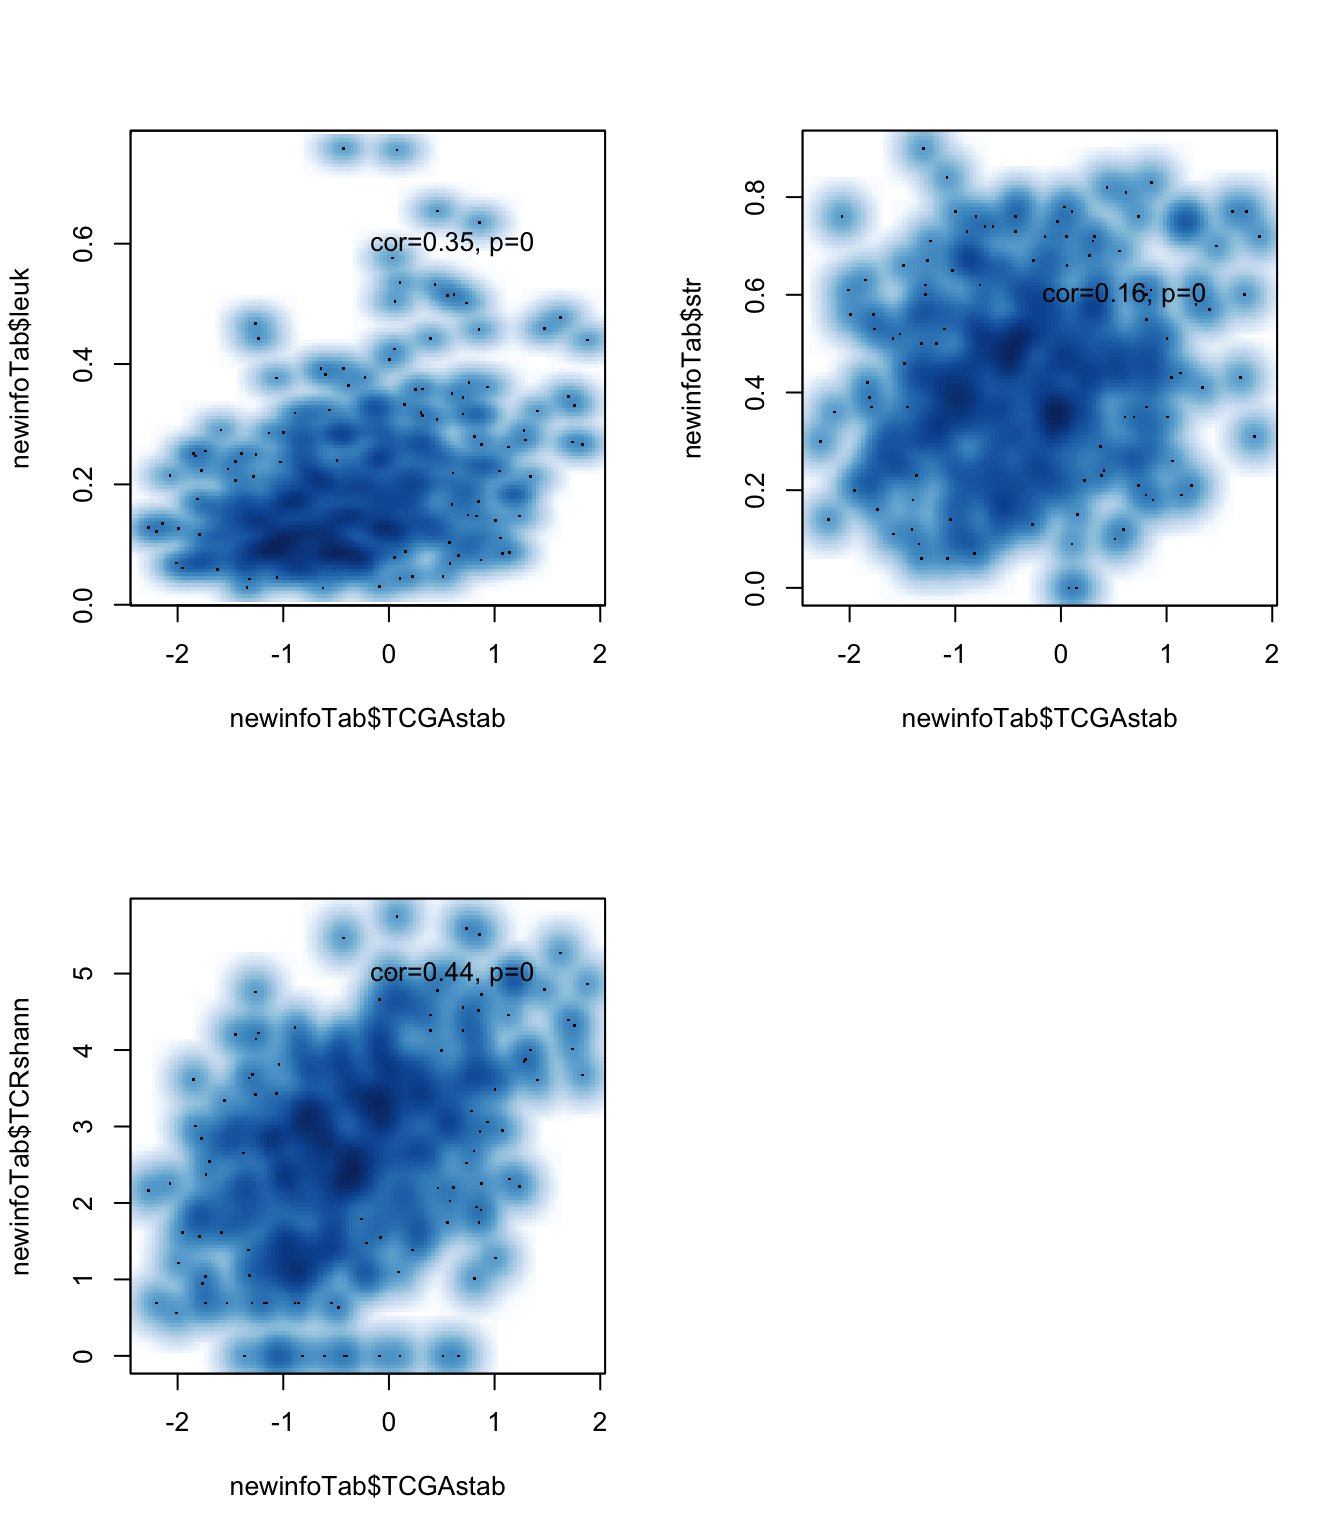 newinfoTab$leuk
0.0
0.2
0.4
0.6
cor=0.35, p=0
-2 -1 0 1 2
newinfoTab$TCGAstab
newinfoTab$str
0.0
0.2
0.4
0.6
0.8
cor=0.16, p=0
-2 -1 0 1 2
newinfoTab$TCGAstab
newinfoTab$TCRshann
0
1
2
3
4
5
cor=0.44, p=0
-2 -1 0 1 2
newinfoTab$TCGAstab